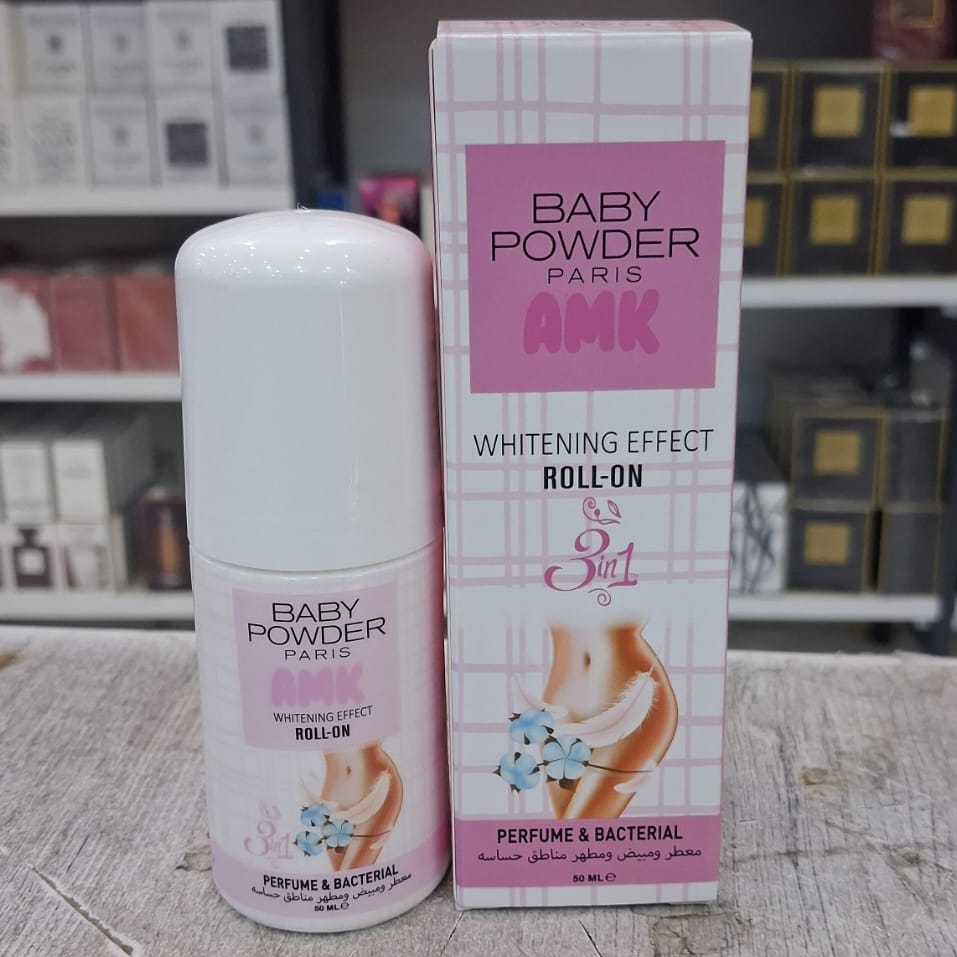 BABY
POWDER
PARIS
AMK
WHITENING EFFECT
ROLL-ON
3in1
PERFUME & BACTERIAL
معطر ومبيض ومطهر مناطق حساسه
50 ML ℮
BABY
POWDER
PARIS
AMK
WHITENING EFFECT
ROLL-ON
3in1
PERFUME & BACTERIAL
معطر ومبيض ومطهر مناطق حساسه
50 ML ℮